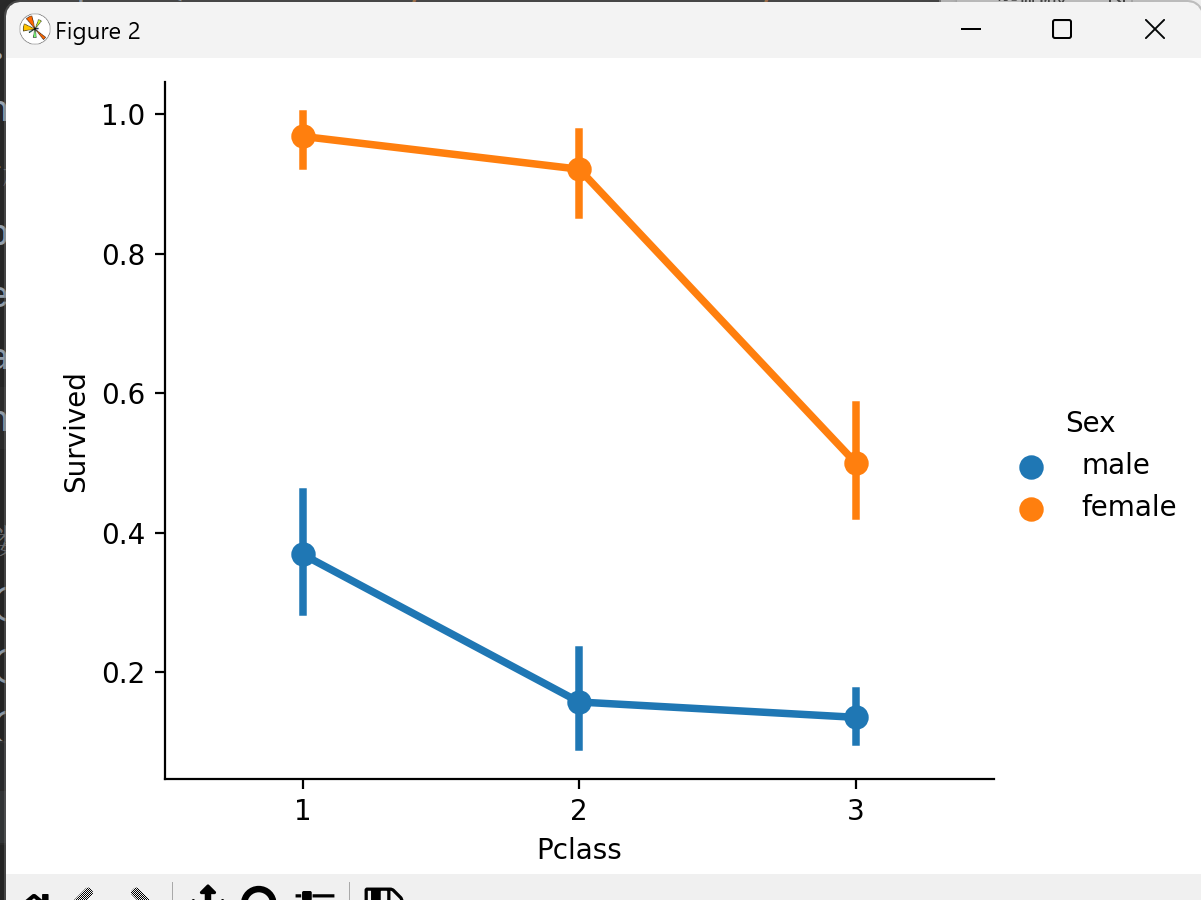 Figure 2
1.0
0.8
0.6
0.4
0.2
Survived
1
2
3
Pclass
Sex
male
female